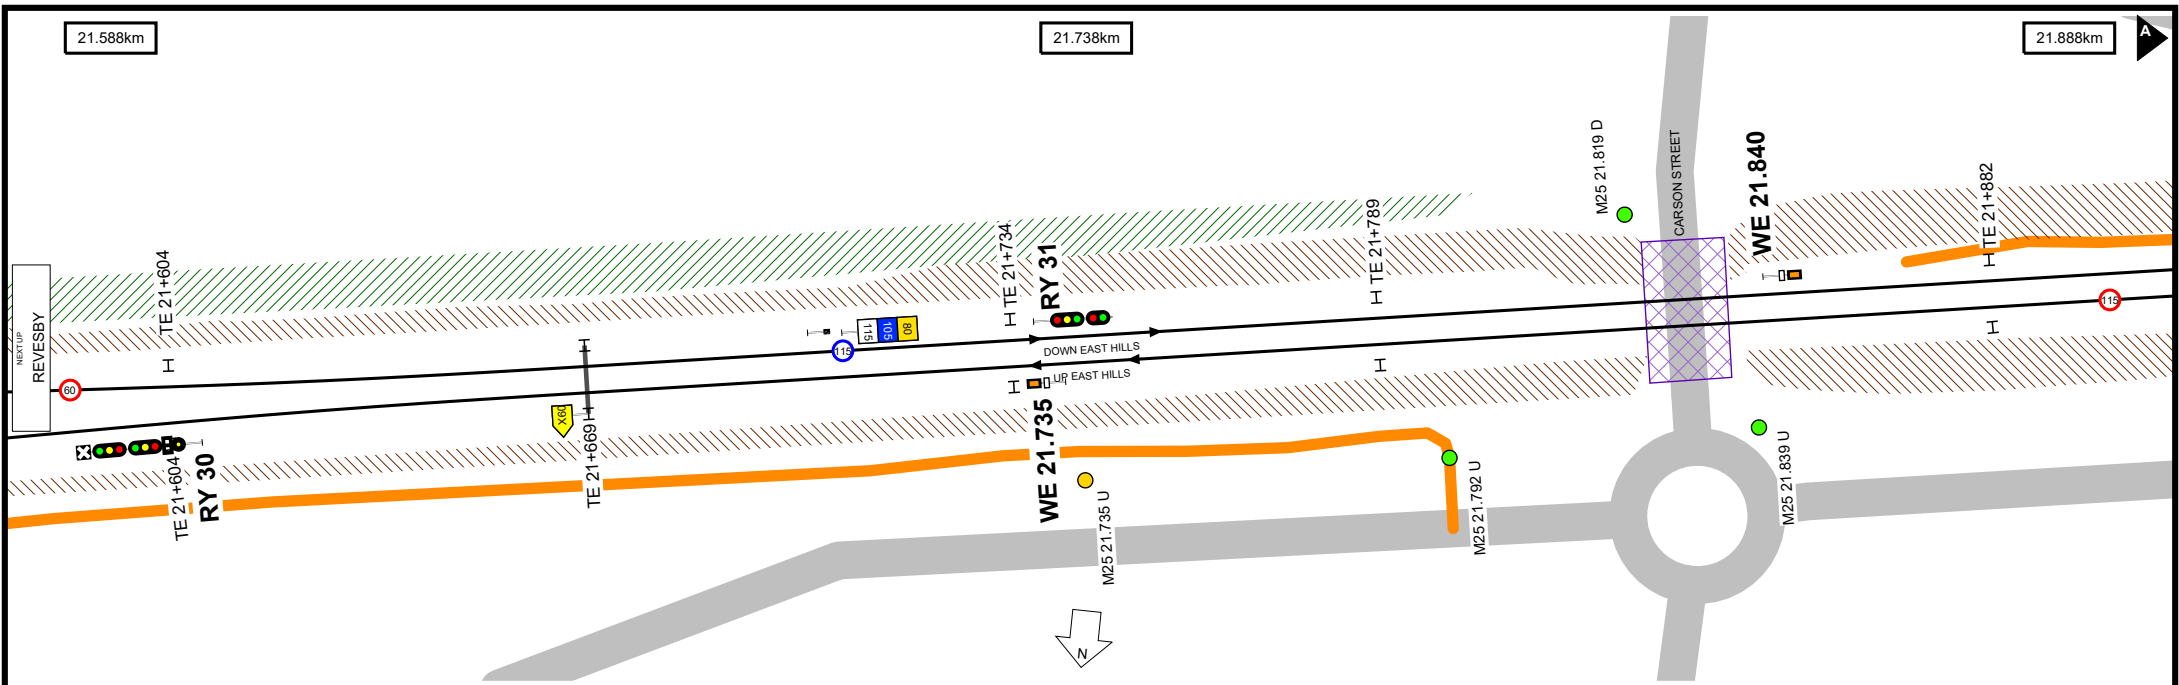 21.588km
21.738km
21.888km
A
NEXT UP
REVESBY
60
TE 21+604
TE 21+604
RY 30
X60
TE 21+669
115
115
105
80
TE 21+734
RY 31
DOWN EAST HILLS
UP EAST HILLS
WE 21.735
M25 21.735 U
N
TE 21+789
M25 21.792 U
M25 21.819 D
CARSON STREET
WE 21.840
M25 21.839 U
TE 21+882
115